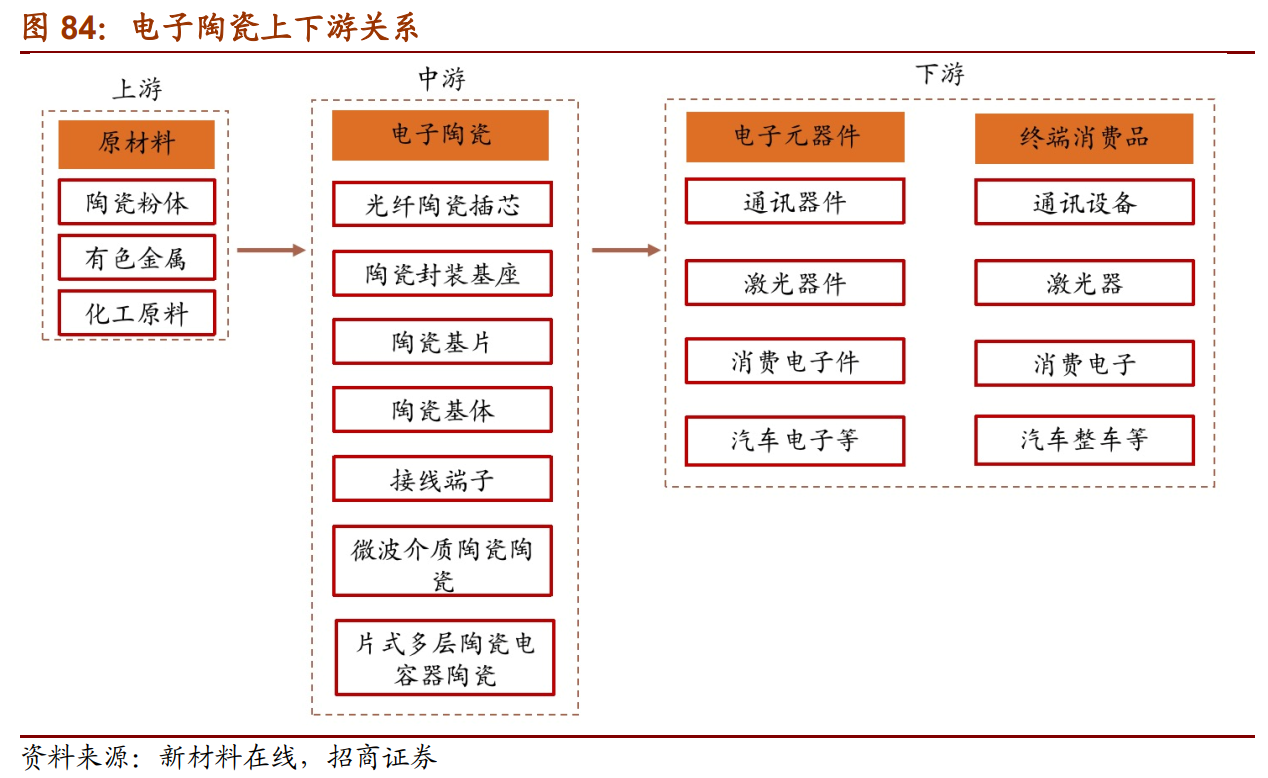 图 84：电子陶瓷上下游关系
上游
原材料
陶瓷粉体
有色金属
化工原料
中游
电子陶瓷
光纤陶瓷插芯
陶瓷封装基座
陶瓷基片
陶瓷基体
接线端子
微波介质陶瓷陶
瓷
片式多层陶瓷电
容器陶瓷
下游
电子元器件
通讯器件
激光器件
消费电子件
汽车电子等
终端消费品
通讯设备
激光器
消费电子
汽车整车等
资料来源：新材料在线，招商证券